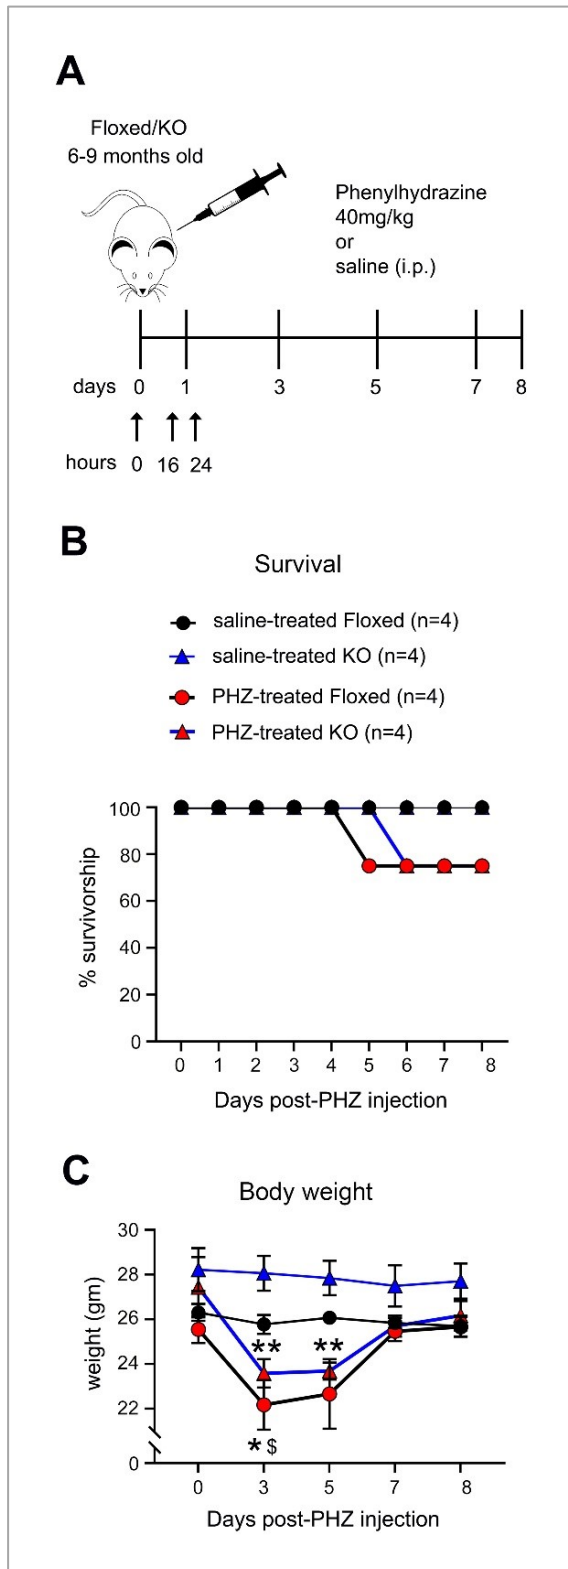 A
Floxed/KO
6-9 months old
Phenylhydrazine
40mg/kg
or
saline (i.p.)
days 0 1 3 5 7 8
hours 0 16 24
B
Survival
saline-treated Floxed (n=4)
saline-treated KO (n=4)
PHZ-treated Floxed (n=4)
PHZ-treated KO (n=4)
% survivorship
100
80
60
40
20
0
0 1 2 3 4 5 6 7 8
Days post-PHZ injection
C
Body weight
weight (gm)
30
28
26
24
22
0
** **
* $
0 3 5 7 8
Days post-PHZ injection